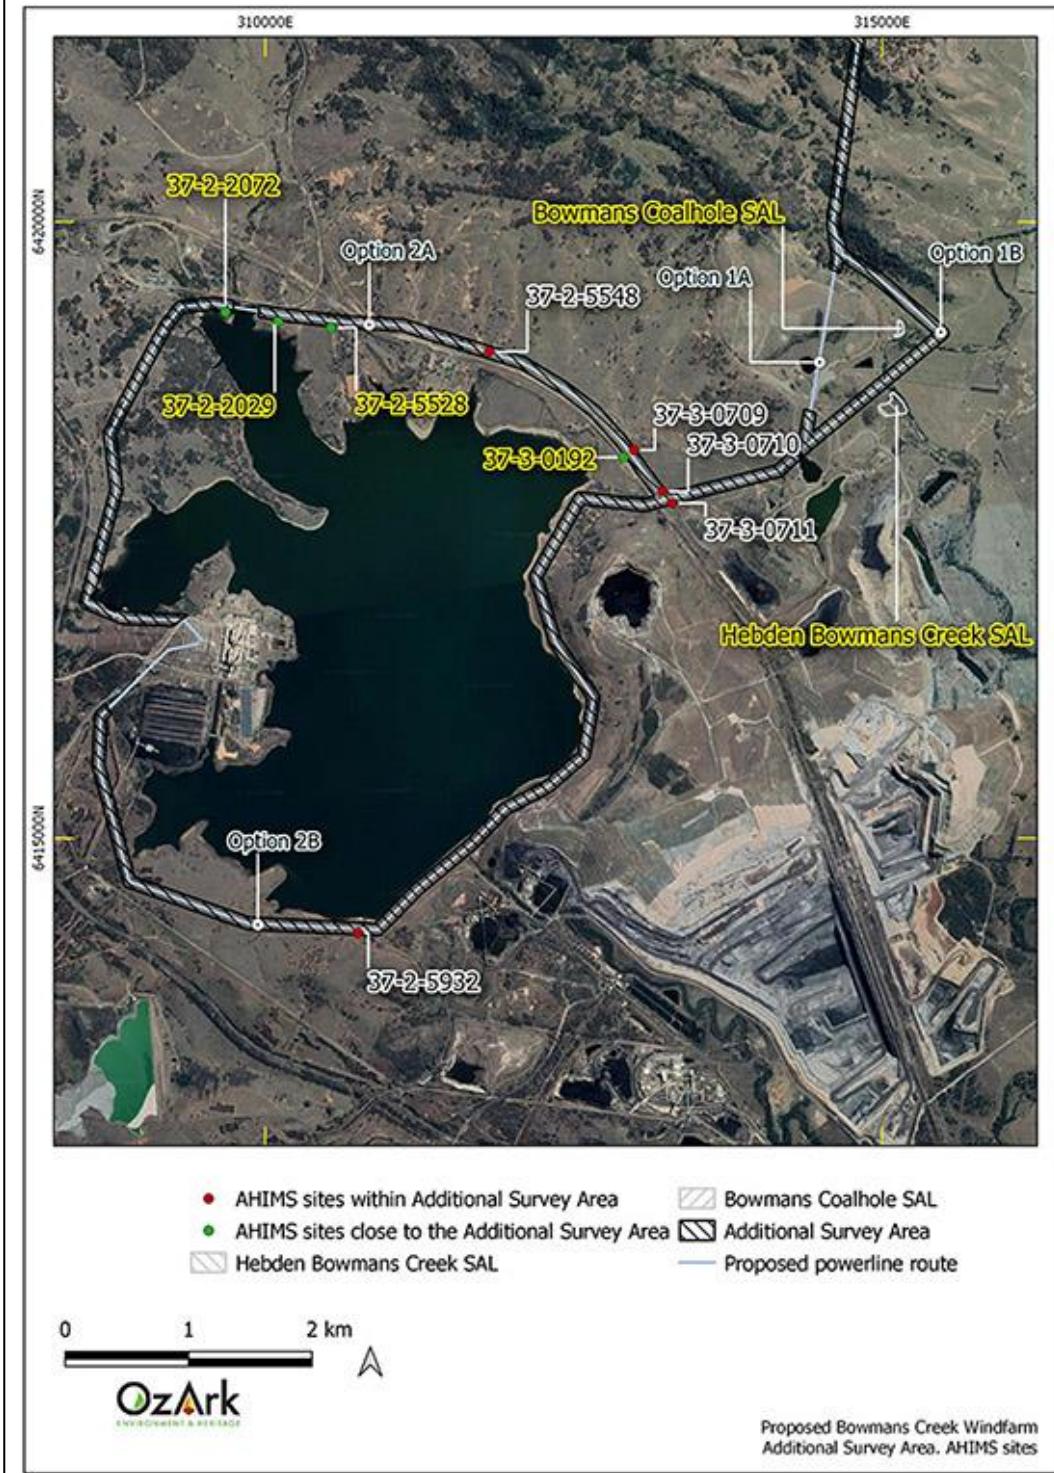 310000E
315000E
6420000N
6415000N
37-2-2072
Bowmans Coalhole SAL
Option 2A
Option 1A
Option 1B
37-2-5548
37-2-2029
37-2-5528
37-3-0709
37-3-0710
37-3-0192
37-3-0711
Hebden Bowmans Creek SAL
Option 2B
37-2-5932
AHIMS sites within Additional Survey Area
AHIMS sites close to the Additional Survey Area
Hebden Bowmans Creek SAL
Bowmans Coalhole SAL
Additional Survey Area
Proposed powerline route
0 1 2 km
OzArk
ENVIRONMENT & HERITAGE
Proposed Bowmans Creek Windfarm
Additional Survey Area. AHIMS sites